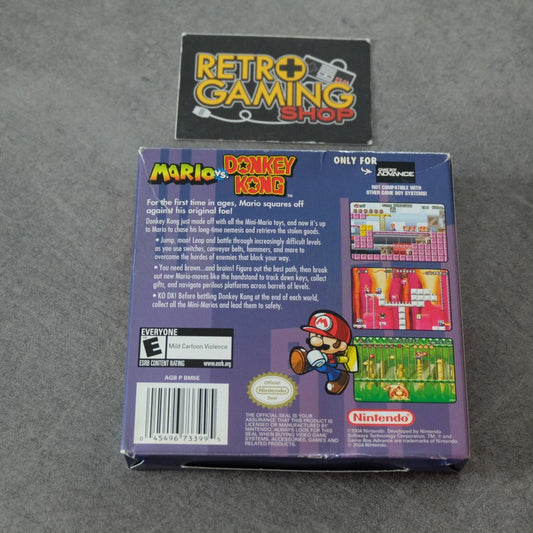 RETRO
GAMING
SHOP
MARIO vs. DONKEY KONG™
ONLY FOR
GAME BOY ADVANCE
NOT COMPATIBLE WITH
OTHER GAME BOY SYSTEMS!
For the first time in ages, Mario squares off
against his original foe!
Donkey Kong just made off with all the Mini-Mario toys, and now it's up
to Mario to chase his long-time nemesis and retrieve the stolen goods.
• Jump, mon! Leap and battle through increasingly difficult levels
as you use switches, conveyor belts, hammers, and more to
overcome the hordes of enemies that block your way.
• You need brawn...and brains! Figure out the best path, then break
out new Mario-moves like the handstand to track down keys, collect
gifts, and navigate perilous platforms across barrels of levels.
• KO DK! Before battling Donkey Kong at the end of each world,
collect all the Mini-Marios and lead them to safety.
EVERYONE
E
Mild Cartoon Violence
ESRB CONTENT RATING www.esrb.org
AGB P BM5E
0 45496 73399 5
Official
Nintendo
Seal
THE OFFICIAL SEAL IS YOUR
ASSURANCE THAT THIS PRODUCT
IS LICENSED OR MANUFACTURED BY
NINTENDO. ALWAYS LOOK FOR THIS
SEAL WHEN BUYING VIDEO GAME
SYSTEMS, ACCESSORIES, GAMES AND
RELATED PRODUCTS.
Nintendo
©2004 Nintendo. Developed by Nintendo
Software Technology Corporation. TM, ® and
Game Boy Advance are trademarks of Nintendo.
© 2004 Nintendo.